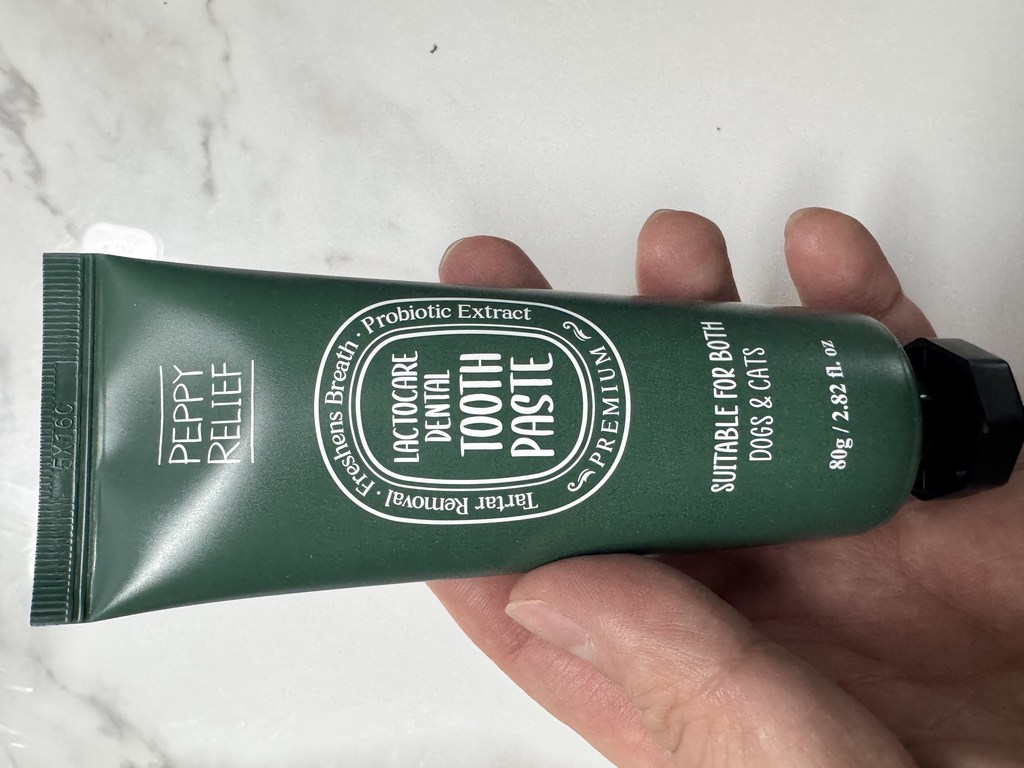 PEPPY
RELIEF
Tartar Removal · Freshens Breath · Probiotic Extract
LACTOCARE
DENTAL
TOOTH
PASTE
PREMIUM
SUITABLE FOR BOTH
DOGS & CATS
80g / 2.82 fl. oz